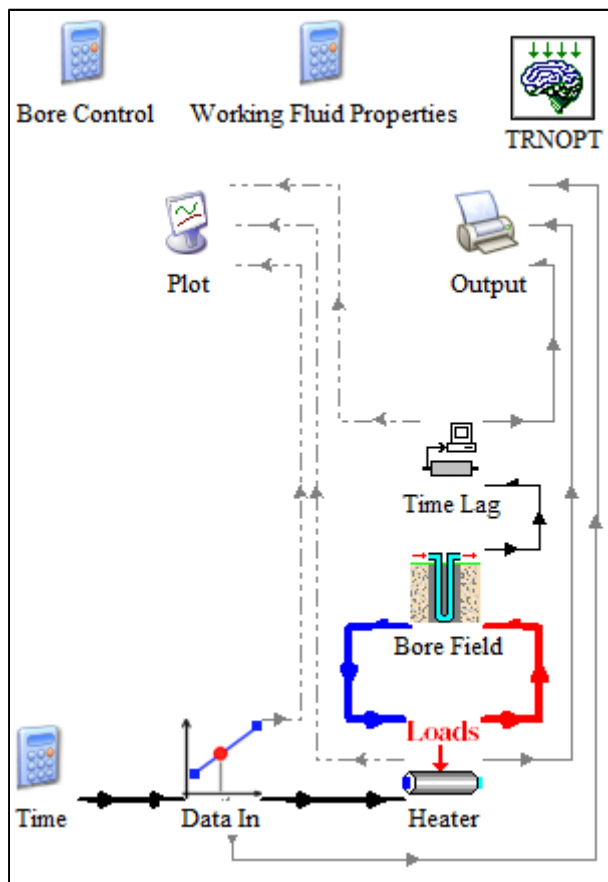 Bore Control
Working Fluid Properties
TRNOPT
Plot
Output
Time Lag
Bore Field
Loads
Time
Data In
Heater